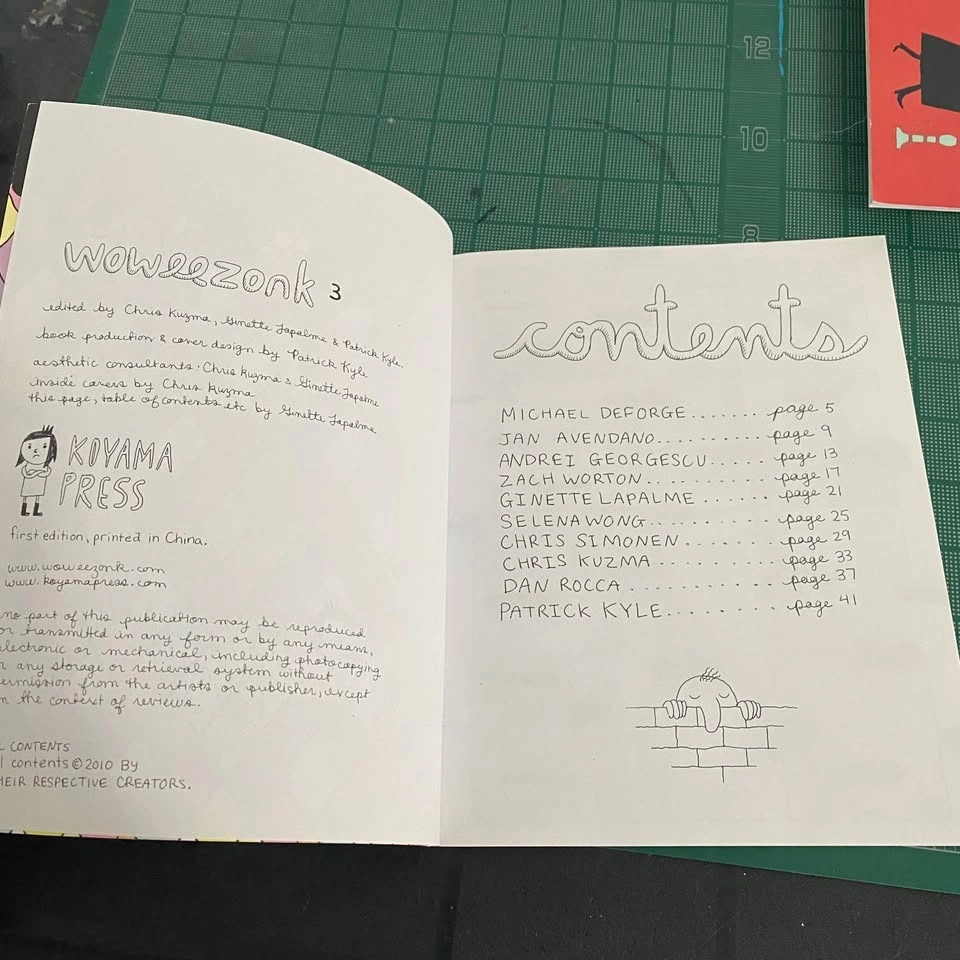 woweezonk 3
edited by Chris Kuzma, Ginette Lapalme & Patrick Kyle.
book production & cover design by Patrick Kyle
aesthetic consultants: Chris Kuzma & Ginette Lapalme
inside covers by Chris Kuzma
this page, table of contents etc by Ginette Lapalme
KOYAMA
PRESS
first edition, printed in China.
www.woweezonk.com
www.koyamapress.com
no part of this publication may be reproduced
or transmitted in any form or by any means,
electronic or mechanical, including photocopying
any storage or retrieval system without
permission from the artists or publisher, except
in the context of reviews.
CONTENTS
contents © 2010 BY
THEIR RESPECTIVE CREATORS.
contents
MICHAEL DEFORGE....... page 5
JAN AVENDANO.......... page 9
ANDREI GEORGESCU..... page 13
ZACH WORTON.......... page 17
GINETTE LAPALME ...... page 21
SELENA WONG.......... page 25
CHRIS SIMONEN........ page 29
CHRIS KUZMA.......... page 33
DAN ROCCA........... page 37
PATRICK KYLE........ page 41
12
10
8